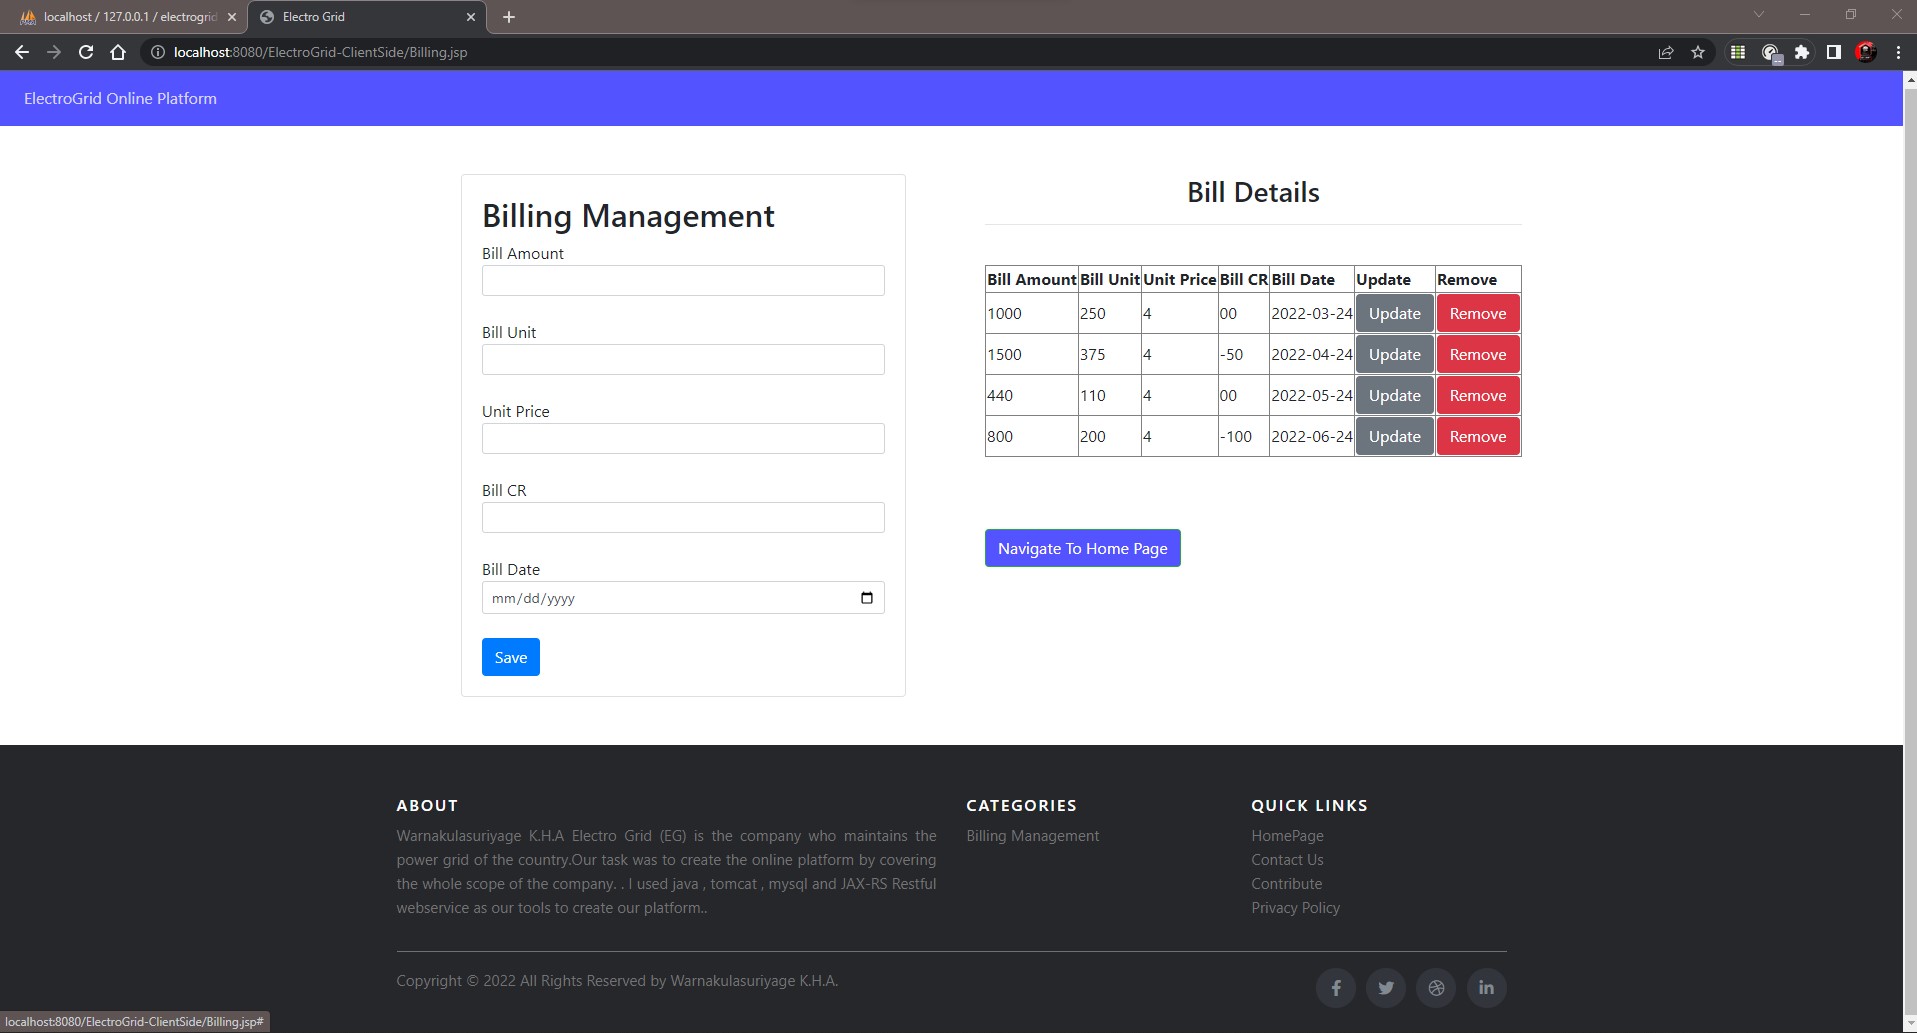 localhost / 127.0.0.1 / electrogrid
Electro Grid
localhost:8080/ElectroGrid-ClientSide/Billing.jsp
ElectroGrid Online Platform
Billing Management
Bill Amount
Bill Unit
Unit Price
Bill CR
Bill Date
mm/dd/yyyy
Save
Bill Details
Bill Amount Bill Unit Unit Price Bill CR Bill Date Update Remove
1000 250 4 00 2022-03-24 Update Remove
1500 375 4 -50 2022-04-24 Update Remove
440 110 4 00 2022-05-24 Update Remove
800 200 4 -100 2022-06-24 Update Remove
Navigate To Home Page
ABOUT
Warnakulasuriyage K.H.A Electro Grid (EG) is the company who maintains the
power grid of the country.Our task was to create the online platform by covering
the whole scope of the company. . I used java , tomcat , mysql and JAX-RS Restful
webservice as our tools to create our platform..
CATEGORIES
Billing Management
QUICK LINKS
HomePage
Contact Us
Contribute
Privacy Policy
Copyright © 2022 All Rights Reserved by Warnakulasuriyage K.H.A.
localhost:8080/ElectroGrid-ClientSide/Billing.jsp#